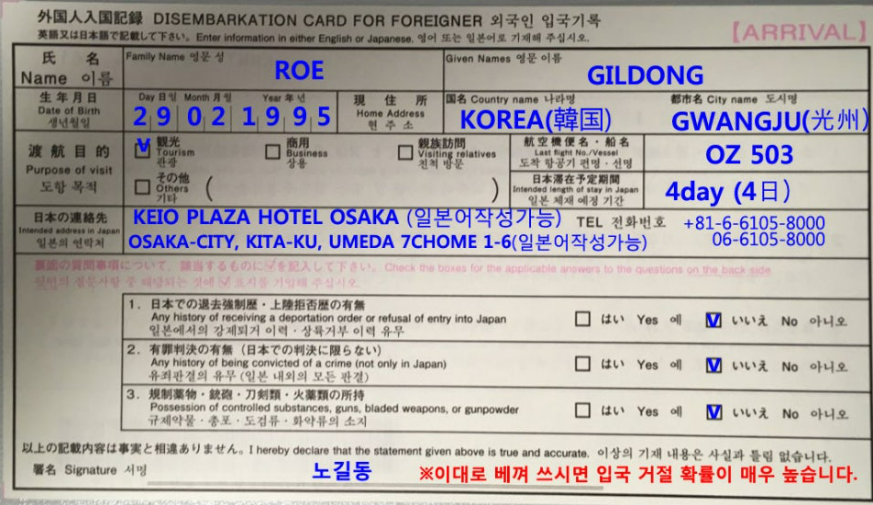 外国人入国記録 DISEMBARKATION CARD FOR FOREIGNER 외국인 입국기록
英語又は日本語で記載して下さい。Enter information in either English or Japanese. 영어 또는 일본어로 기재해 주십시오.
【ARRIVAL】
氏 名
Name 이름
Family Name 영문 성
ROE
Given Names 영문 이름
GILDONG
生年月日
Date of Birth
생년월일
Day 日 일 Month 月 월 Year 年 년
29 02 1995
現住所
Home Address
현 주 소
国名 Country name 나라명
KOREA(韓国)
都市名 City name 도시명
GWANGJU(光州)
渡航目的
Purpose of visit
도항 목적
V
観光
Tourism
관광
商用
Business
상용
親族訪問
Visiting relatives
친척 방문
その他
Others
기타
( )
航空機便名・船名
Last flight No./Vessel
도착 항공기 편명・선명
OZ 503
日本滞在予定期間
Intended length of stay in Japan
일본 체재 예정 기간
4day (4日)
日本の連絡先
Intended address in Japan
일본의 연락처
KEIO PLAZA HOTEL OSAKA (일본어작성가능)
OSAKA-CITY, KITA-KU, UMEDA 7CHOME 1-6(일본어작성가능)
TEL 전화번호
+81-6-6105-8000
06-6105-8000
裏面の質問事項について、該当するものに☑を記入して下さい。Check the boxes for the applicable answers to the questions on the back side.
1. 日本での退去強制歴・上陸拒否歴の有無
Any history of receiving a deportation order or refusal of entry into Japan
일본에서의 강제퇴거 이력・상륙거부 이력 유무
はい Yes 예 V いいえ No 아니오
2. 有罪判決の有無(日本での判決に限らない)
Any history of being convicted of a crime (not only in Japan)
유죄판결의 유무 (일본 내외의 모든 판결)
はい Yes 예 V いいえ No 아니오
3. 規制薬物・銃砲・刀剣類・火薬類の所持
Possession of controlled substances, guns, bladed weapons, or gunpowder
규제약물・총포・도검류・화약류의 소지
はい Yes 예 V いいえ No 아니오
以上の記載内容は事実と相違ありません。I hereby declare that the statement given above is true and accurate. 이상의 기재 내용은 사실과 틀림 없습니다.
署名 Signature 서명
노길동
※이대로 베껴 쓰시면 입국 거절 확률이 매우 높습니다.